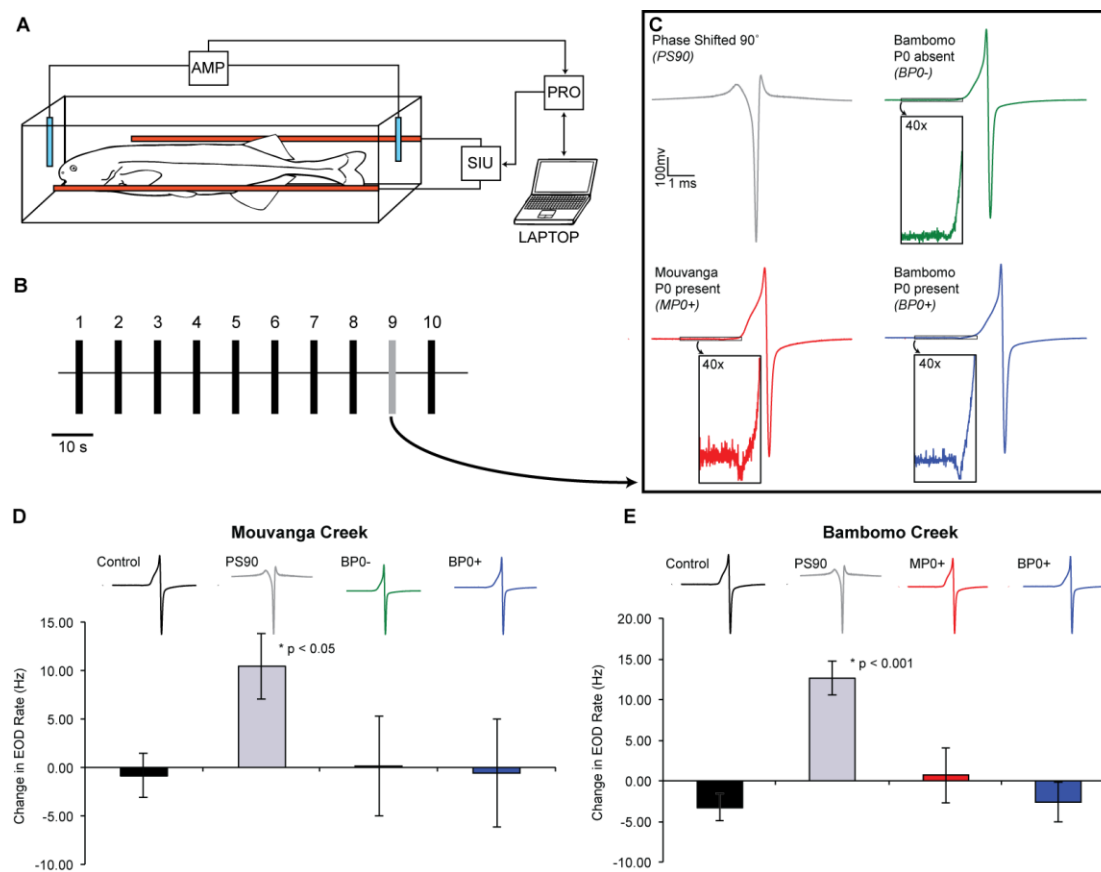 A
AMP
PRO
SIU
LAPTOP
B
1 2 3 4 5 6 7 8 9 10
10 s
C
Phase Shifted 90˚
(PS90)
100mv
1 ms
Bambomo
P0 absent
(BP0-)
40x
Mouvanga
P0 present
(MP0+)
40x
Bambomo
P0 present
(BP0+)
40x
D
Mouvanga Creek
Control PS90 BP0- BP0+
* p < 0.05
Change in EOD Rate (Hz)
15.00
10.00
5.00
0.00
-5.00
-10.00
E
Bambomo Creek
Control PS90 MP0+ BP0+
* p < 0.001
Change in EOD Rate (Hz)
20.00
15.00
10.00
5.00
0.00
-5.00
-10.00